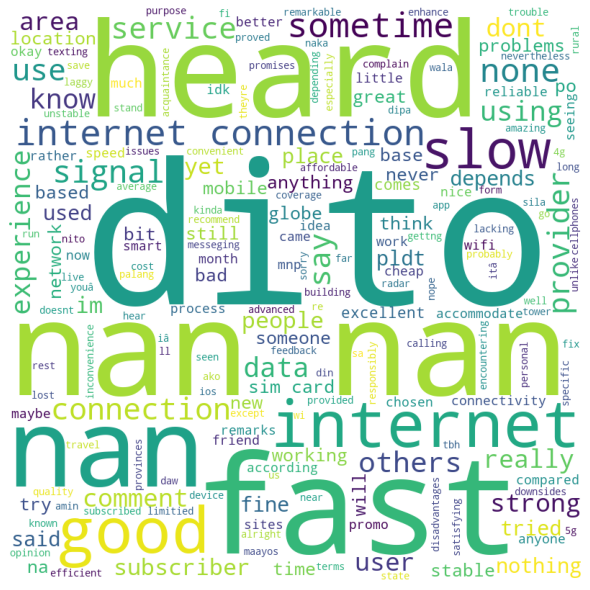 purpose
fi
better
remarkable
enhance
trouble
area
service
heard
sometime
dont
location
okay
texting
proved
naka
nevertheless
rural
problems
use
save
laggy
much
acquaintance
stand
promises
theyre
idk
depending
especially
complain
little
great
wala
dipa
reliable
amazing
none
po
seeingo
know
unstable
internet connection
slow
using
4g
long
rather
speed
issues
convenient
average
affordable
pang
place
base
nice
form
experience
signal
yet
based
used
kinda
recommend
mobile
coverage
anything
never
depends
comes
app
sila
go
unlike
cellphones
network
now
run
nito
bit
smart
still
messeging
globe
idea
came
think
work
lacking
gettng
provider
say
dito
live
youâ
palang
cost
month
bad
sorry
mnp
far
wifi
probably
itâ
pldt
cheap
doesnt
im
process
advanced
re
building
radar
nope
excellent
accommodate
well
tower
people
hear
someone
feedback
din
nan
nan
inconvenience
iâ
ll
seen
ako
data
sim card
sa
responsibly
wi
calling
chosen
connectivity
encountering
personal
specific
fix
rest
lost
maybe
ios
except
provided
us
connection
new
remarks
internet
travel
friend
tbh
nan
fast
others
really
working
according
will
sites
promo
disadvantages
compared
downsides
satisfying
try
provinces
daw
comment
device
near
fine
strong
quality
known
amin
subscribed
limitied
alright
user
tried
anyone
5g
said
good
opinion
maayos
state
stable
nothing
na
efficient
subscriber
time
terms